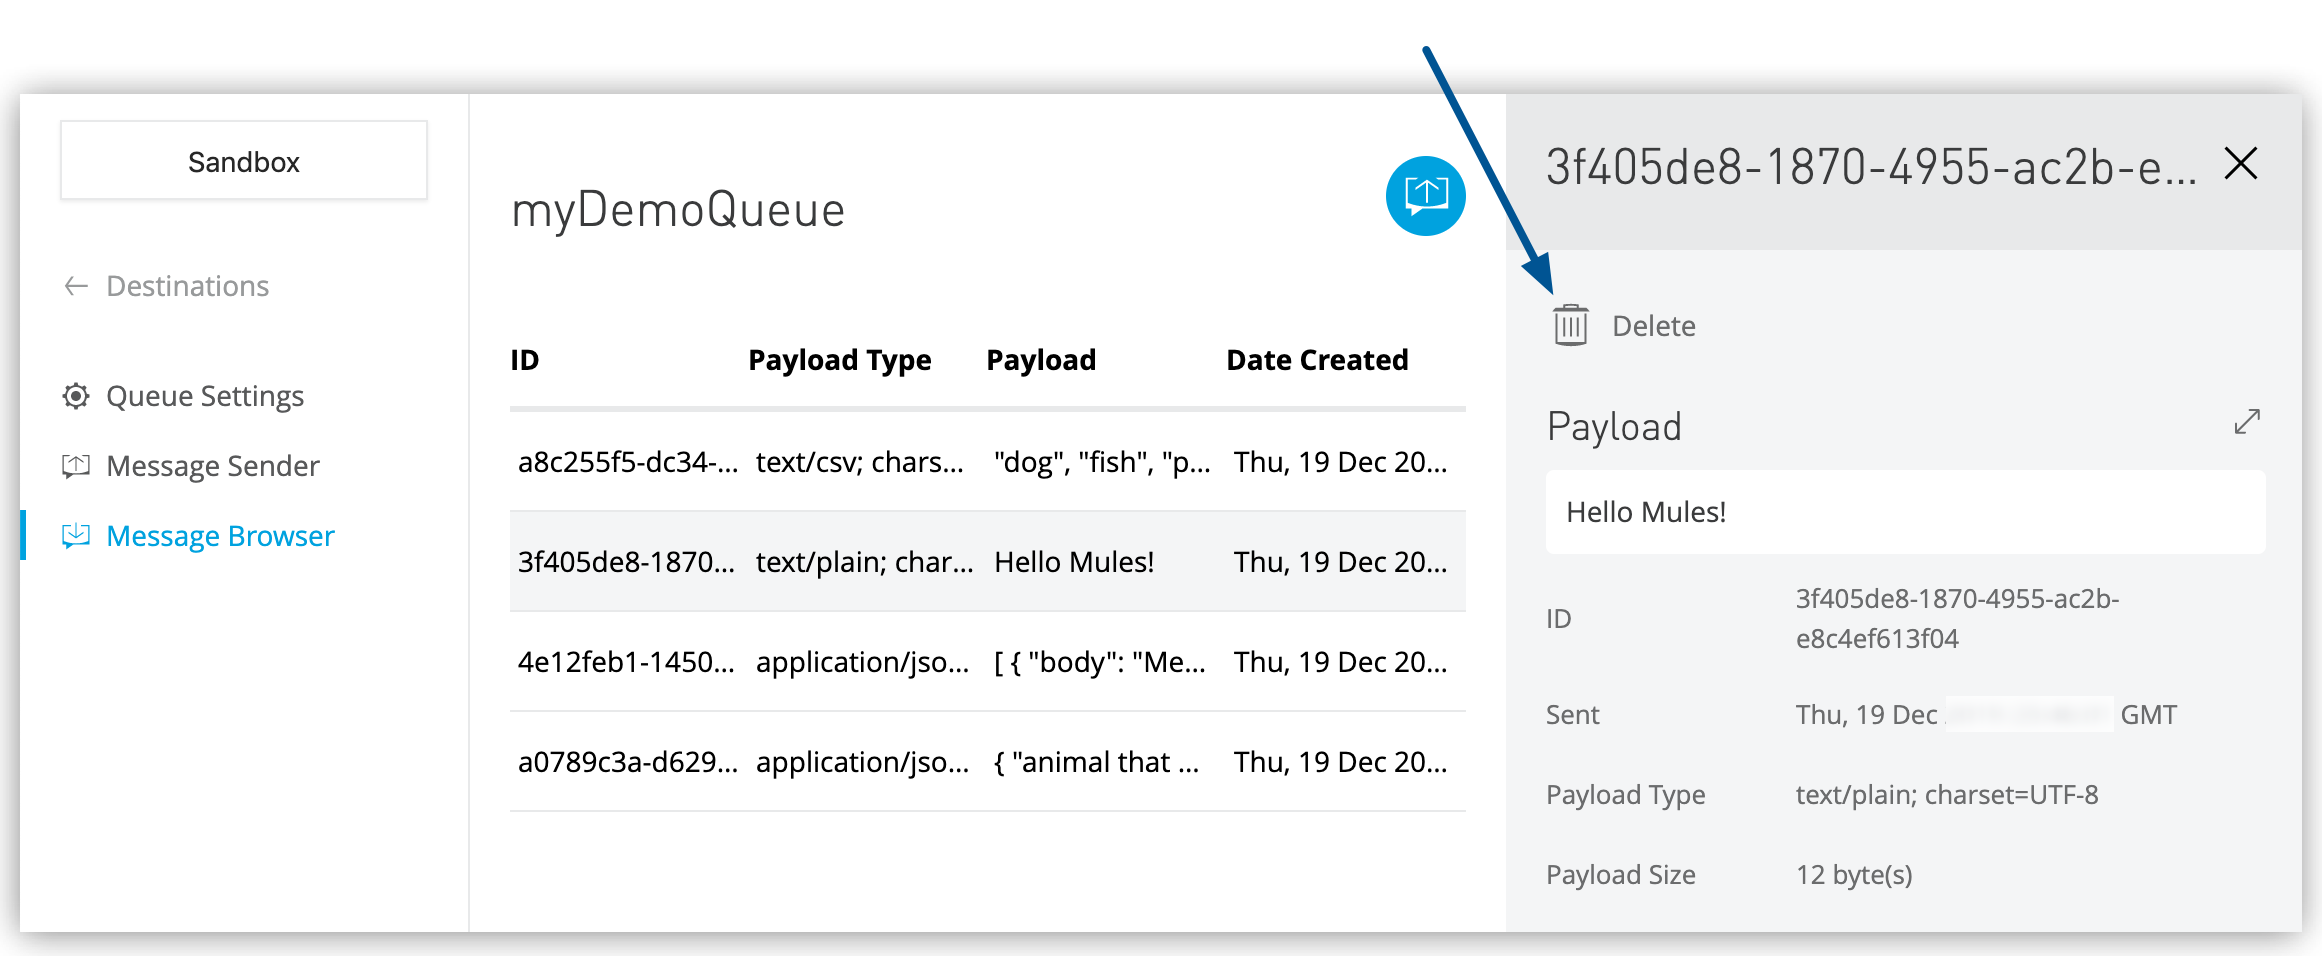 Sandbox
Destinations
Queue Settings
Message Sender
Message Browser
myDemoQueue
ID Payload Type Payload Date Created
a8c255f5-dc34-... text/csv; chars... "dog", "fish", "p... Thu, 19 Dec 20...
3f405de8-1870... text/plain; char... Hello Mules! Thu, 19 Dec 20...
4e12feb1-1450... application/jso... [ { "body": "Me... Thu, 19 Dec 20...
a0789c3a-d629... application/jso... { "animal that ... Thu, 19 Dec 20...
3f405de8-1870-4955-ac2b-e...
Delete
Payload
Hello Mules!
ID 3f405de8-1870-4955-ac2b-
e8c4ef613f04
Sent Thu, 19 Dec GMT
Payload Type text/plain; charset=UTF-8
Payload Size 12 byte(s)